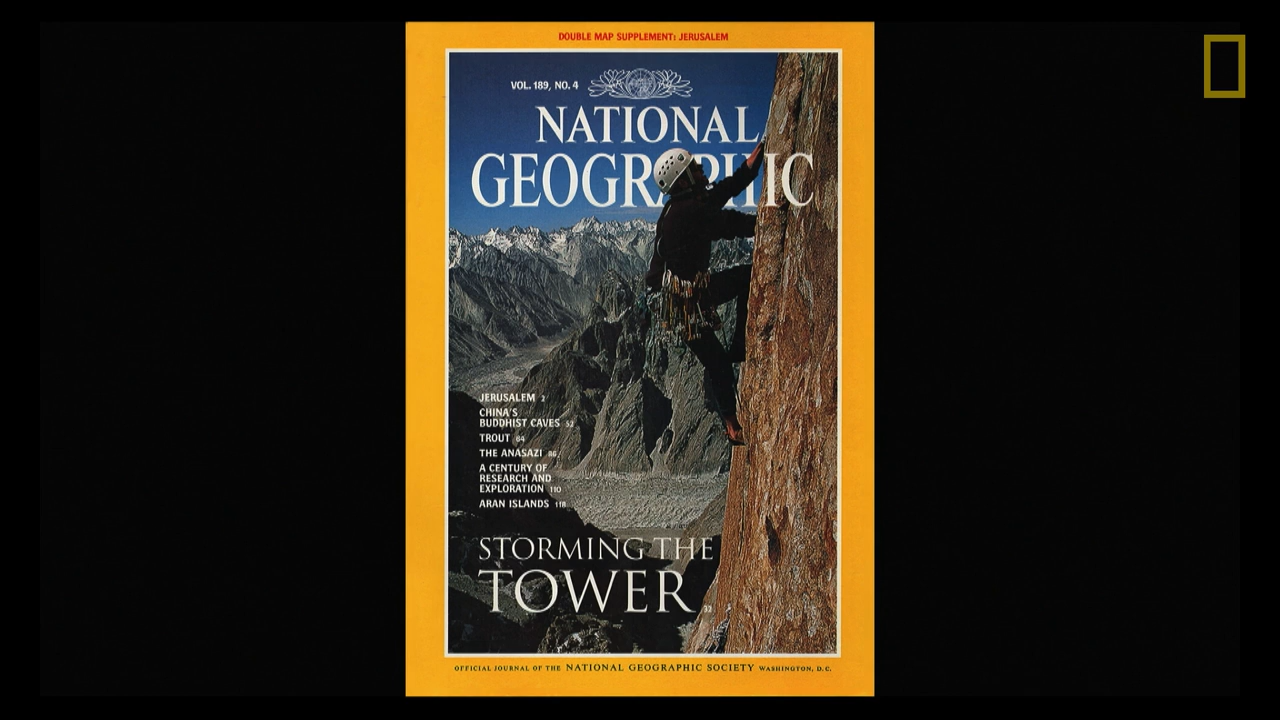 DOUBLE MAP SUPPLEMENT: JERUSALEM
VOL. 189, NO. 4
NATIONAL
GEOGRAPHIC
JERUSALEM 2
CHINA'S
BUDDHIST CAVES 52
TROUT 64
THE ANASAZI 86
A CENTURY OF
RESEARCH AND
EXPLORATION 110
ARAN ISLANDS 118
STORMING THE
TOWER 32
OFFICIAL JOURNAL OF THE NATIONAL GEOGRAPHIC SOCIETY WASHINGTON, D.C.